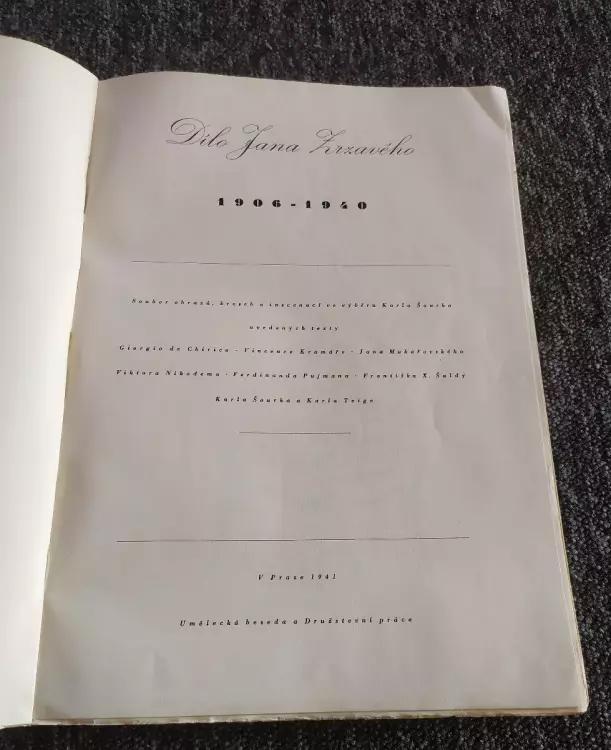 Dílo Jana Zrzavého
1906-1940
Soubor obrazů, kreseb a inscenací ve výběru Karla Šourka
uvedených texty
Giorgio de Chirica - Vincence Kramáře - Jana Mukařovského
Viktora Nikodema - Ferdinanda Pujmana - Františka X. Šaldy
Karla Šourka a Karla Teige
V Praze 1941
Umělecká beseda a Družstevní práce